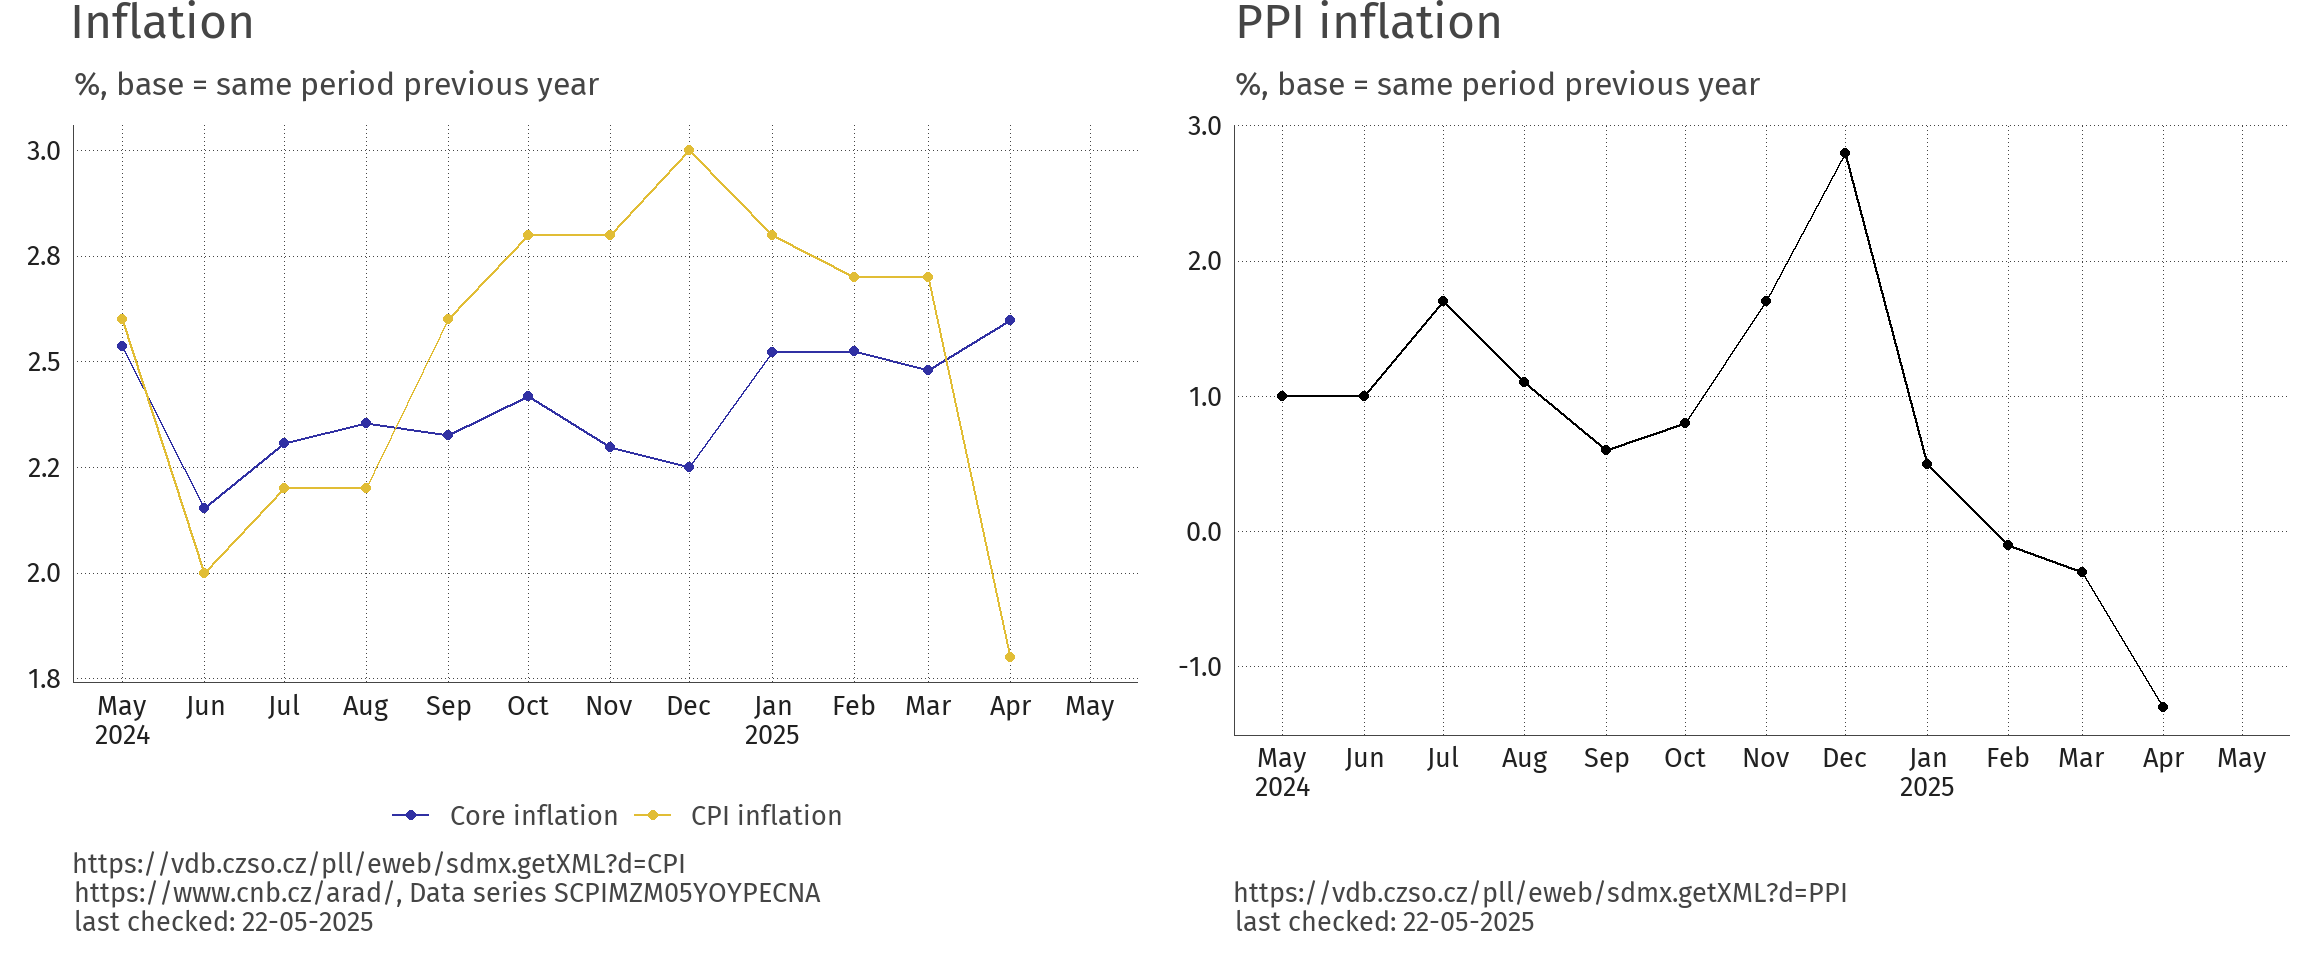 Inflation
%, base = same period previous year
3.0
2.8
2.5
2.2
2.0
1.8
May Jun Jul Aug Sep Oct Nov Dec Jan Feb Mar Apr May
2024 2025
Core inflation CPI inflation
https://vdb.czso.cz/pll/eweb/sdmx.getXML?d=CPI
https://www.cnb.cz/arad/, Data series SCPIMZM05YOYPECNA
last checked: 22-05-2025
PPI inflation
%, base = same period previous year
3.0
2.0
1.0
0.0
-1.0
May Jun Jul Aug Sep Oct Nov Dec Jan Feb Mar Apr May
2024 2025
https://vdb.czso.cz/pll/eweb/sdmx.getXML?d=PPI
last checked: 22-05-2025